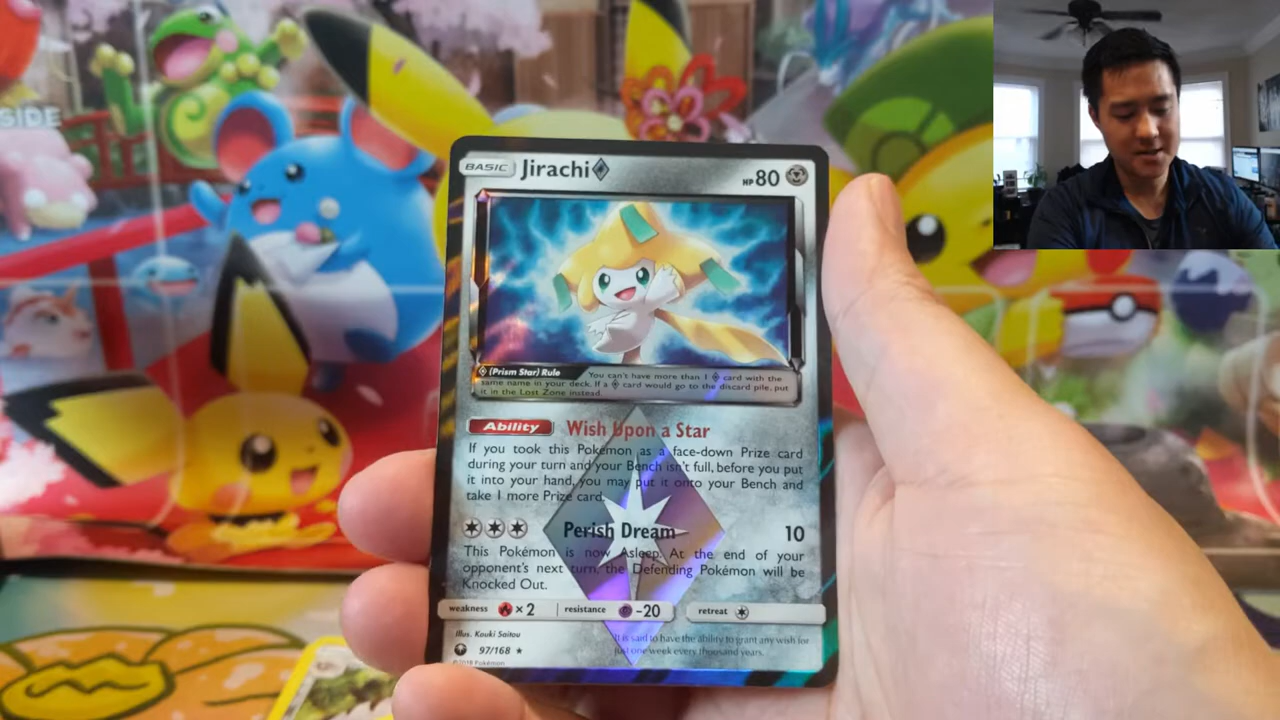 SIDE
BASIC Jirachi HP 80
(Prism Star) Rule You can't have more than 1 card with the
same name in your deck. If a card would go to the discard pile, put
it in the Lost Zone instead.
Ability Wish Upon a Star
If you took this Pokémon as a face-down Prize card
during your turn and your Bench isn't full, before you put
it into your hand, you may put it onto your Bench and
take 1 more Prize card.
Perish Dream 10
This Pokémon is now Asleep. At the end of your
opponent's next turn, the Defending Pokémon will be
Knocked Out.
weakness ×2 resistance -20 retreat
Illus. Kouki Saitou
97/168 ★
©2018 Pokémon
It is said to have the ability to grant any wish for
just one week every thousand years.